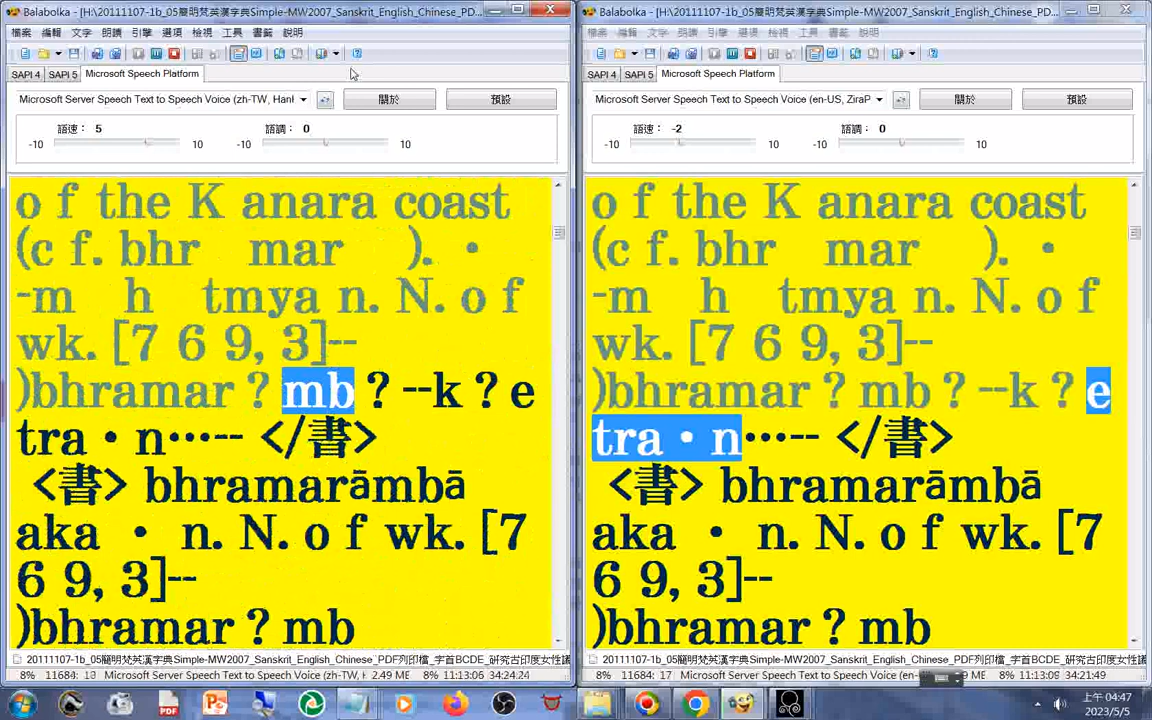 Balabolka - [H:\20111107-1b_05簡明梵英漢字典Simple-MW2007_Sanskrit_English_Chinese_PD...
檔案 編輯 文字 朗讀 引擎 選項 檢視 工具 書籤 說明
SAPI 4 SAPI 5 Microsoft Speech Platform
Microsoft Server Speech Text to Speech Voice (zh-TW, Hanl 關於 預設
語速： 5 語調： 0
-10 10 -10 10
o f the K anara coast
(c f. bhr mar ). •
-m h tmya n. N. o f
wk. [7 6 9, 3]--
)bhramar ? mb ? --k ? e
tra • n…-- </書>
<書> bhramarāmbā
aka • n. N. o f wk. [7
6 9, 3]--
)bhramar ? mb
20111107-1b_05簡明梵英漢字典Simple-MW2007_Sanskrit_English_Chinese_PDF列印檔_字首BCDE_研究古印度女性議
8% 11684: 13 Microsoft Server Speech Text to Speech Voice (zh-TW, H 2.49 ME 8% 11:13:06 34:24:24
Balabolka - [H:\20111107-1b_05簡明梵英漢字典Simple-MW2007_Sanskrit_English_Chinese_PD...
檔案 編輯 文字 朗讀 引擎 選項 檢視 工具 書籤 說明
SAPI 4 SAPI 5 Microsoft Speech Platform
Microsoft Server Speech Text to Speech Voice (en-US, ZiraP 關於 預設
語速： -2 語調： 0
-10 10 -10 10
o f the K anara coast
(c f. bhr mar ). •
-m h tmya n. N. o f
wk. [7 6 9, 3]--
)bhramar ? mb ? --k ? e
tra • n…-- </書>
<書> bhramarāmbā
aka • n. N. o f wk. [7
6 9, 3]--
)bhramar ? mb
20111107-1b_05簡明梵英漢字典Simple-MW2007_Sanskrit_English_Chinese_PDF列印檔_字首BCDE_研究古印度女性議
8% 11684: 17 Microsoft Server Speech Text to Speech Voice (en-U 9 ME 8% 11:13:09 34:21:49
上午 04:47
2023/5/5